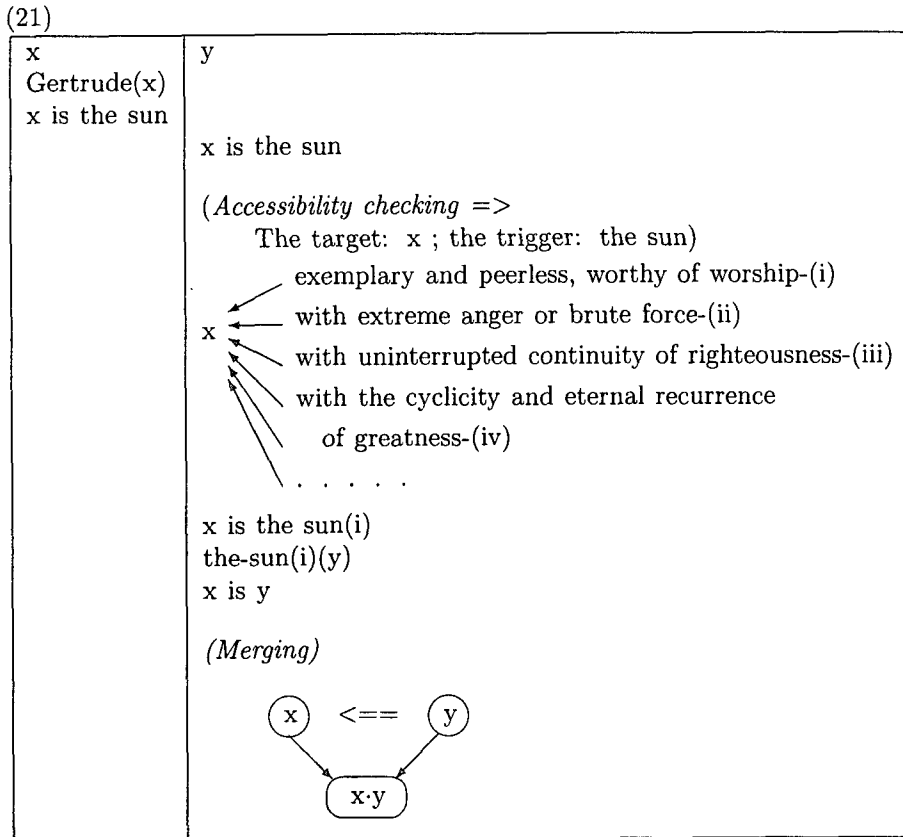 (21)
x
Gertrude(x)
x is the sun
y
x is the sun
(Accessibility checking =>
The target: x ; the trigger: the sun)
exemplary and peerless, worthy of worship-(i)
x
with extreme anger or brute force-(ii)
with uninterrupted continuity of righteousness-(iii)
with the cyclicity and eternal recurrence
of greatness-(iv)
. . . . .
x is the sun(i)
the-sun(i)(y)
x is y
(Merging)
x <== y
x·y